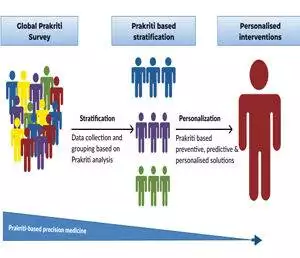 Global Prakriti
Survey
Prakriti based
stratification
Personalised
interventions
Stratification
Data collection and
grouping based on
Prakriti analysis
Personalization
Prakriti based
preventive, predictive &
personalised solutions
Prakriti-based precision medicine